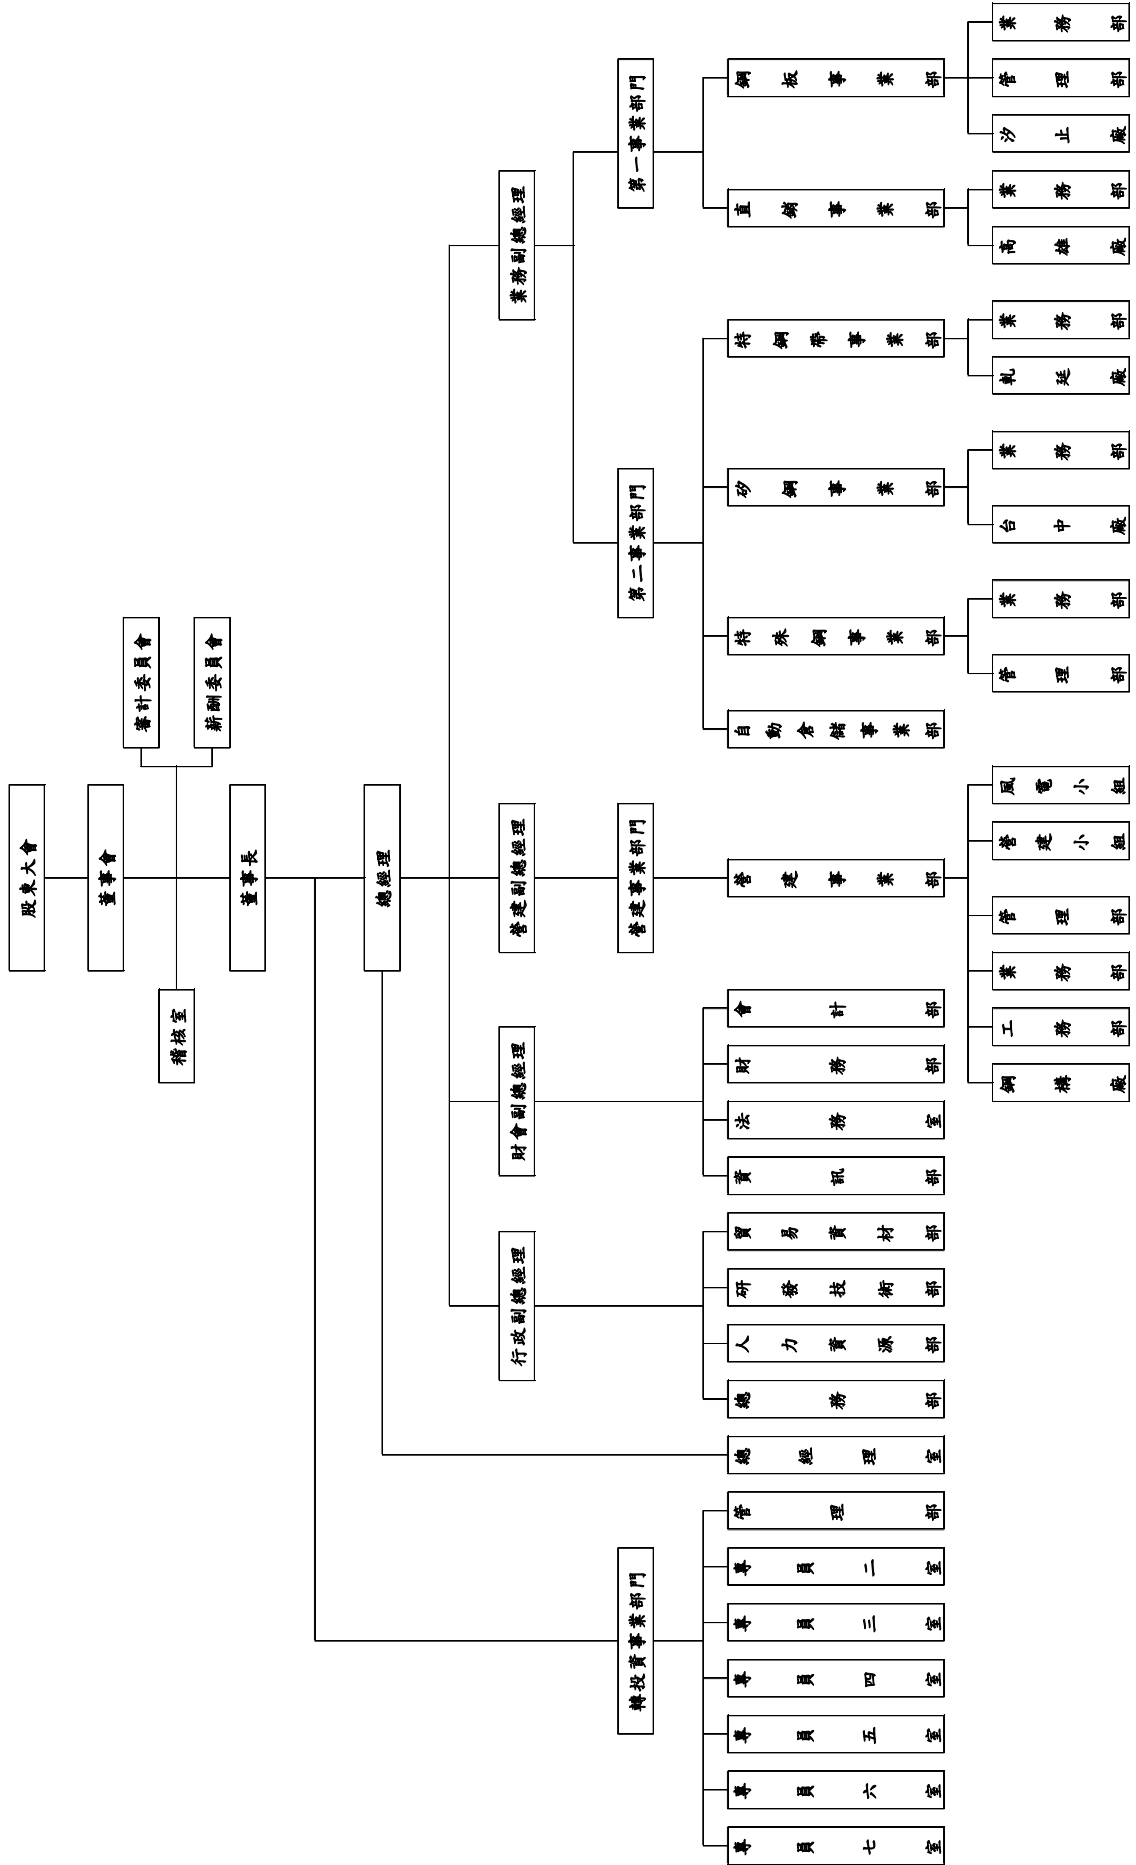 股東大會
董事會
審計委員會
薪酬委員會
稽核室
董事長
總經理
業務副總經理
營建副總經理
財會副總經理
行政副總經理
第一事業部門
第二事業部門
營建事業部門
轉投資事業部門
鋼板事業部
直銷事業部
特鋼帶事業部
矽鋼事業部
特殊鋼事業部
自動倉儲事業部
營建事業部
會計部
財務部
法務室
資訊部
貿易資材部
研發技術部
人力資源部
總務部
總經理室
管理部
專員二室
專員三室
專員四室
專員五室
專員六室
專員七室
業務部
管理部
汐止廠
業務部
高雄廠
業務部
軋延廠
業務部
台中廠
業務部
管理部
風電小組
營建小組
管理部
業務部
工務部
鋼構廠